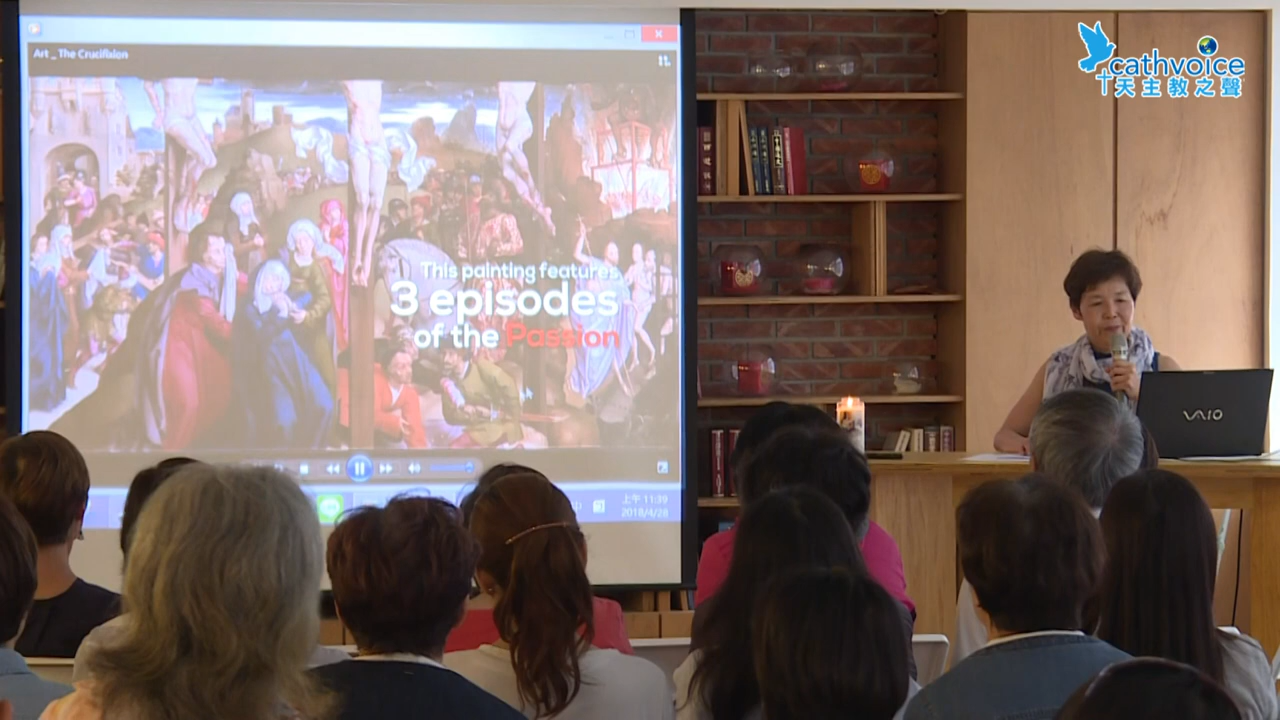 Art _ The Crucifixion
This painting features
3 episodes
of the Passion
上午 11:39
2018/4/28
cathvoice
天主教之聲
VAIO